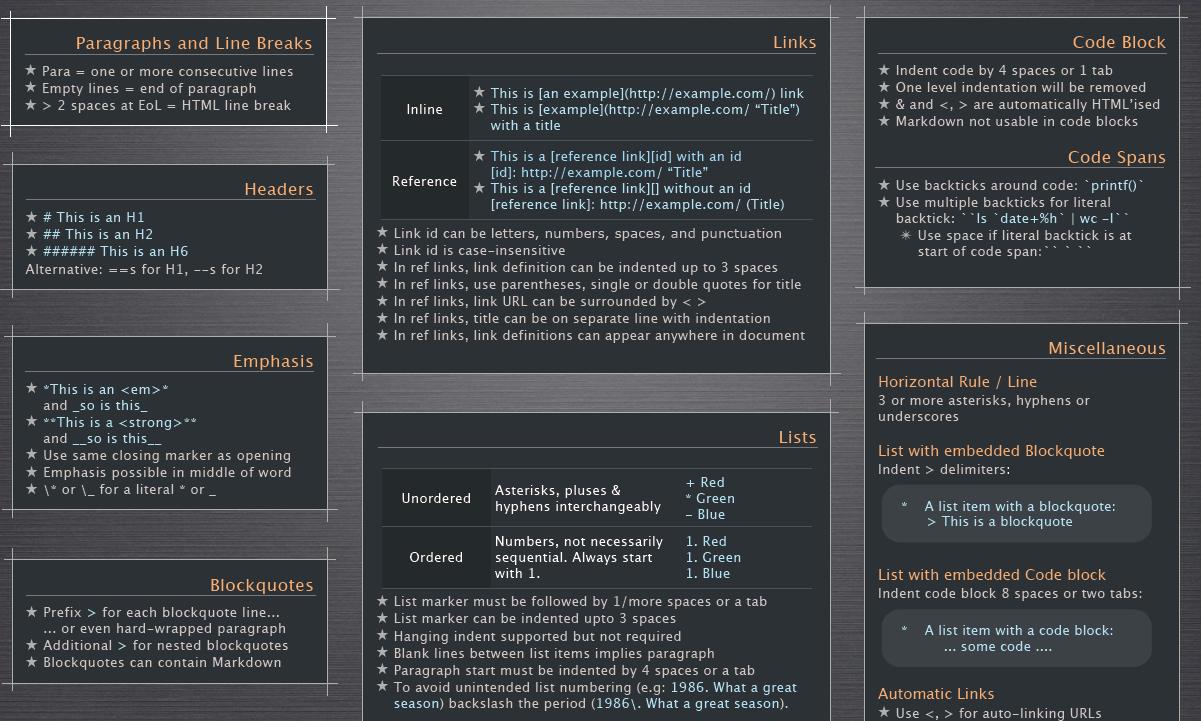 Paragraphs and Line Breaks
★ Para = one or more consecutive lines
★ Empty lines = end of paragraph
★ > 2 spaces at EoL = HTML line break
Headers
★ # This is an H1
★ ## This is an H2
★ ###### This is an H6
Alternative: ==s for H1, --s for H2
Emphasis
★ *This is an <em>*
and _so is this_
★ **This is a <strong>**
and __so is this__
★ Use same closing marker as opening
★ Emphasis possible in middle of word
★ \* or \_ for a literal * or _
Blockquotes
★ Prefix > for each blockquote line...
... or even hard-wrapped paragraph
★ Additional > for nested blockquotes
★ Blockquotes can contain Markdown
Links
Inline
★ This is [an example](http://example.com/) link
★ This is [example](http://example.com/ “Title”)
with a title
Reference
★ This is a [reference link][id] with an id
[id]: http://example.com/ “Title”
★ This is a [reference link][] without an id
[reference link]: http://example.com/ (Title)
★ Link id can be letters, numbers, spaces, and punctuation
★ Link id is case-insensitive
★ In ref links, link definition can be indented up to 3 spaces
★ In ref links, use parentheses, single or double quotes for title
★ In ref links, link URL can be surrounded by < >
★ In ref links, title can be on separate line with indentation
★ In ref links, link definitions can appear anywhere in document
Lists
Unordered
Asterisks, pluses &
hyphens interchangeably
+ Red
* Green
- Blue
Ordered
Numbers, not necessarily
sequential. Always start
with 1.
1. Red
1. Green
1. Blue
★ List marker must be followed by 1/more spaces or a tab
★ List marker can be indented upto 3 spaces
★ Hanging indent supported but not required
★ Blank lines between list items implies paragraph
★ Paragraph start must be indented by 4 spaces or a tab
★ To avoid unintended list numbering (e.g: 1986. What a great
season) backslash the period (1986\. What a great season).
Code Block
★ Indent code by 4 spaces or 1 tab
★ One level indentation will be removed
★ & and <, > are automatically HTML’ised
★ Markdown not usable in code blocks
Code Spans
★ Use backticks around code: `printf()`
★ Use multiple backticks for literal
backtick: ``ls `date+%h` | wc -l``
✳ Use space if literal backtick is at
start of code span:`` ` ``
Miscellaneous
Horizontal Rule / Line
3 or more asterisks, hyphens or
underscores
List with embedded Blockquote
Indent > delimiters:
* A list item with a blockquote:
> This is a blockquote
List with embedded Code block
Indent code block 8 spaces or two tabs:
* A list item with a code block:
... some code ....
Automatic Links
★ Use <, > for auto-linking URLs